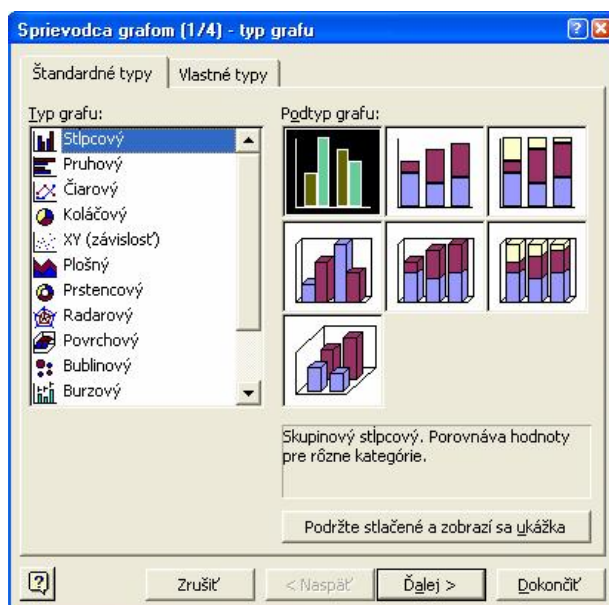 Sprievodca grafom (1/4) - typ grafu
Štandardné typy
Vlastné typy
Typ grafu:
Stĺpcový
Pruhový
Čiarový
Koláčový
XY (závislosť)
Plošný
Prstencový
Radarový
Povrchový
Bublinový
Burzový
Podtyp grafu:
Skupinový stĺpcový. Porovnáva hodnoty
pre rôzne kategórie.
Podržte stlačené a zobrazí sa ukážka
Zrušiť
< Naspäť
Ďalej >
Dokončiť